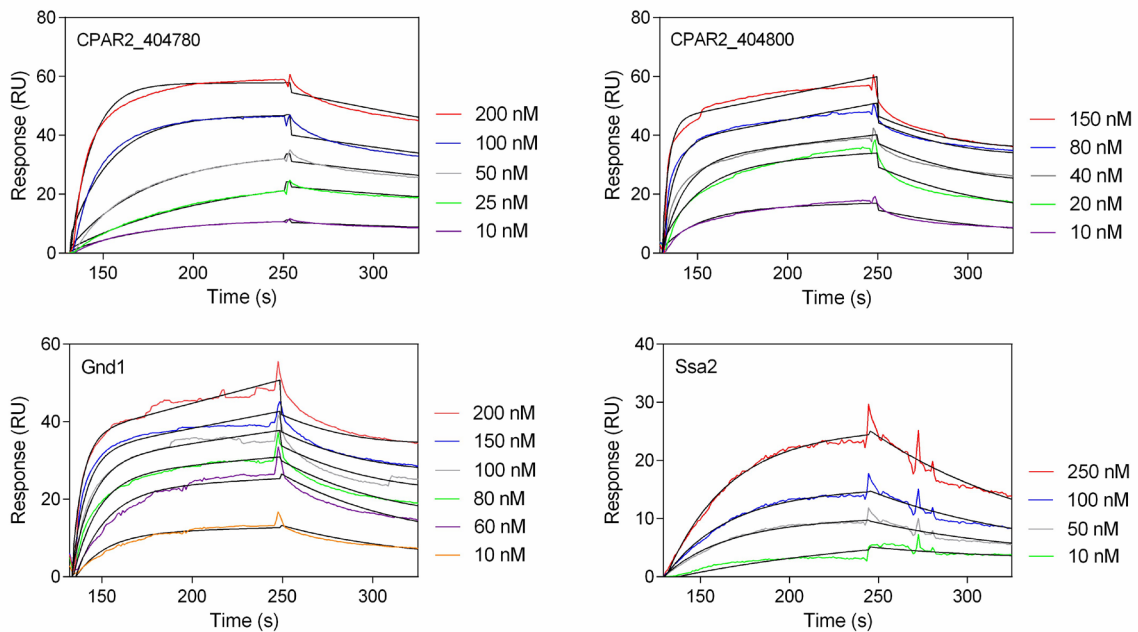 80
60
40
20
0
Response (RU)
CPAR2_404780
150
200
250
300
Time (s)
200 nM
100 nM
50 nM
25 nM
10 nM
80
60
40
20
0
Response (RU)
CPAR2_404800
150
200
250
300
Time (s)
150 nM
80 nM
40 nM
20 nM
10 nM
60
40
20
0
Response (RU)
Gnd1
150
200
250
300
Time (s)
200 nM
150 nM
100 nM
80 nM
60 nM
10 nM
40
30
20
10
0
Response (RU)
Ssa2
150
200
250
300
Time (s)
250 nM
100 nM
50 nM
10 nM